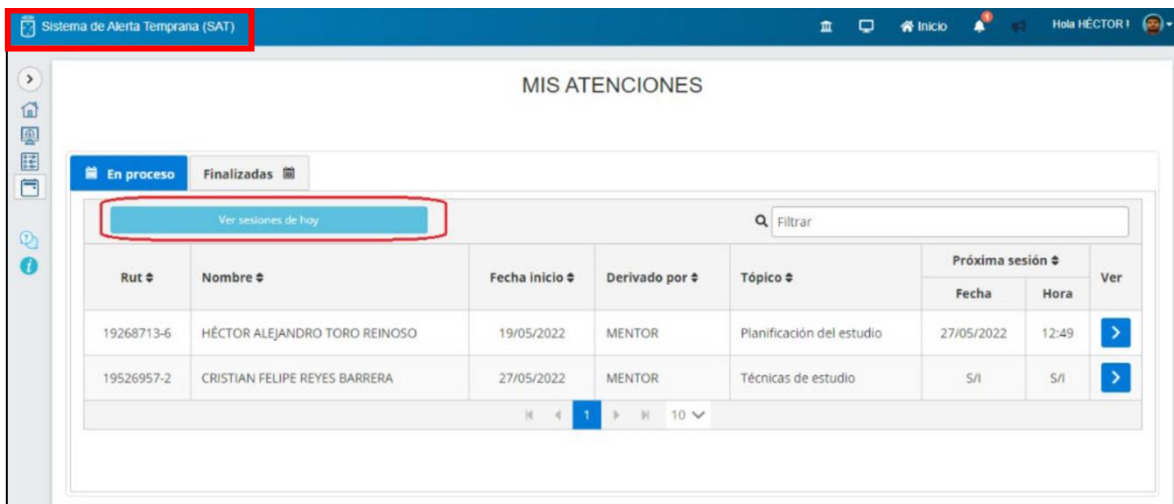 Sistema de Alerta Temprana (SAT)
Inicio
1
Hola HÉCTOR !
MIS ATENCIONES
En proceso
Finalizadas
Ver sesiones de hoy
Filtrar
Rut Nombre Fecha inicio Derivado por Tópico Próxima sesión Ver
Fecha Hora
19268713-6 HÉCTOR ALEJANDRO TORO REINOSO 19/05/2022 MENTOR Planificación del estudio 27/05/2022 12:49
19526957-2 CRISTIAN FELIPE REYES BARRERA 27/05/2022 MENTOR Técnicas de estudio S/I S/I
1 10